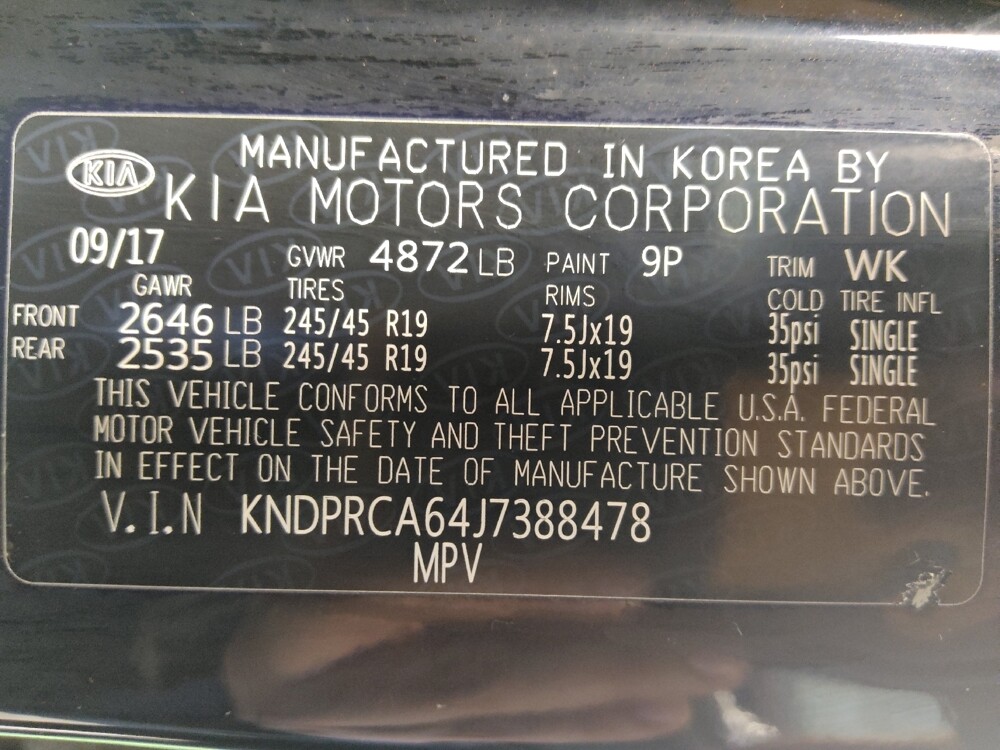 KIA MANUFACTURED IN KOREA BY
KIA MOTORS CORPORATION
09/17 GVWR 4872 LB PAINT 9P TRIM WK
GAWR TIRES RIMS COLD TIRE INFL
FRONT 2646 LB 245/45 R19 7.5Jx19 35psi SINGLE
REAR 2535 LB 245/45 R19 7.5Jx19 35psi SINGLE
THIS VEHICLE CONFORMS TO ALL APPLICABLE U.S.A. FEDERAL
MOTOR VEHICLE SAFETY AND THEFT PREVENTION STANDARDS
IN EFFECT ON THE DATE OF MANUFACTURE SHOWN ABOVE.
V.I.N KNDPRCA64J7388478
MPV